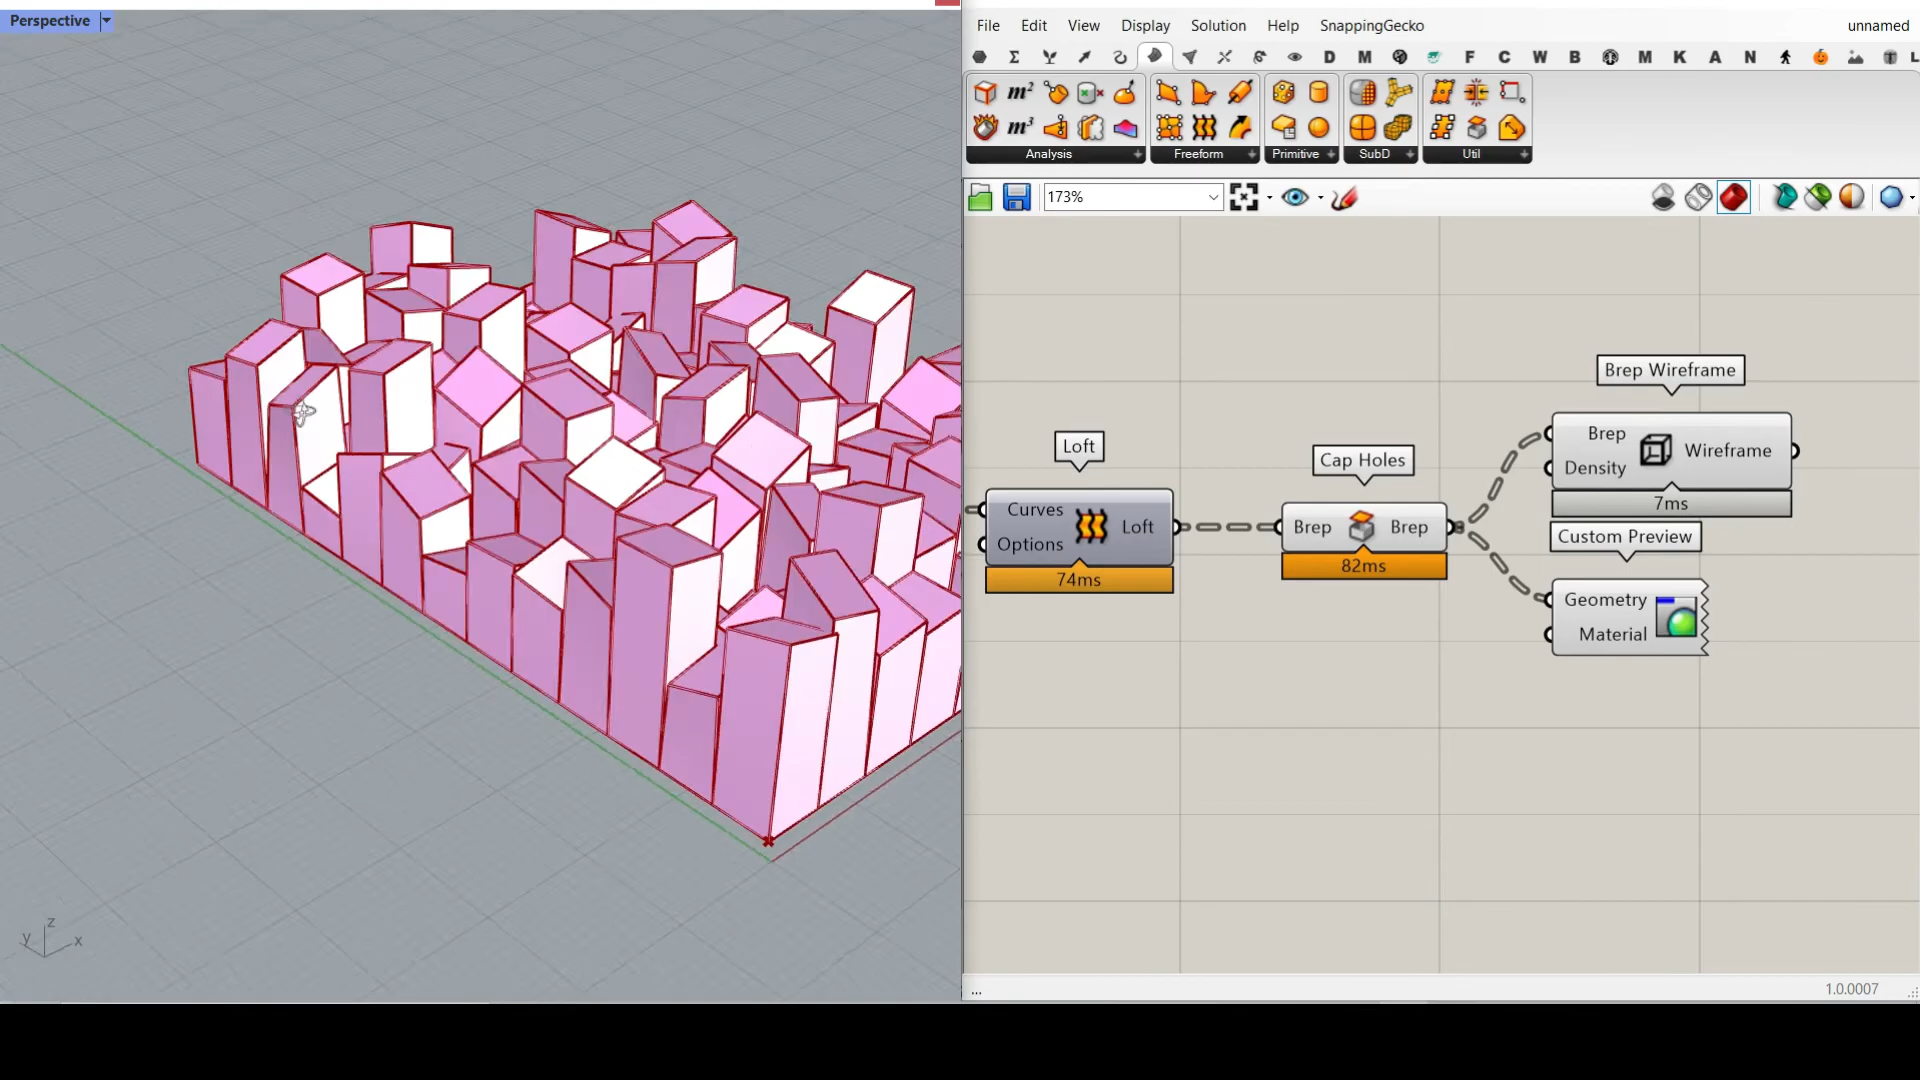 Perspective
File Edit View Display Solution Help SnappingGecko unnamed
D M F C W B M K A N L
m² m³
Analysis Freeform Primitive SubD Util
173%
Brep Wireframe
Brep
Density
Wireframe
7ms
Loft
Curves
Options
Loft
74ms
Cap Holes
Brep Brep
82ms
Custom Preview
Geometry
Material
z
y x
... 1.0.0007